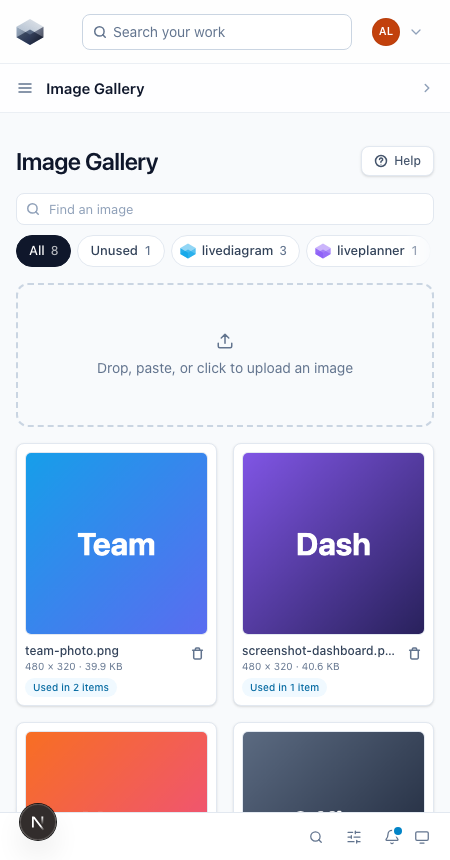 Search your work
AL
Image Gallery
Image Gallery
Help
Find an image
All 8
Unused 1
livediagram 3
liveplanner 1
Drop, paste, or click to upload an image
Team
Dash
team-photo.png
480 × 320 · 39.9 KB
Used in 2 items
screenshot-dashboard.p...
480 × 320 · 40.6 KB
Used in 1 item
N